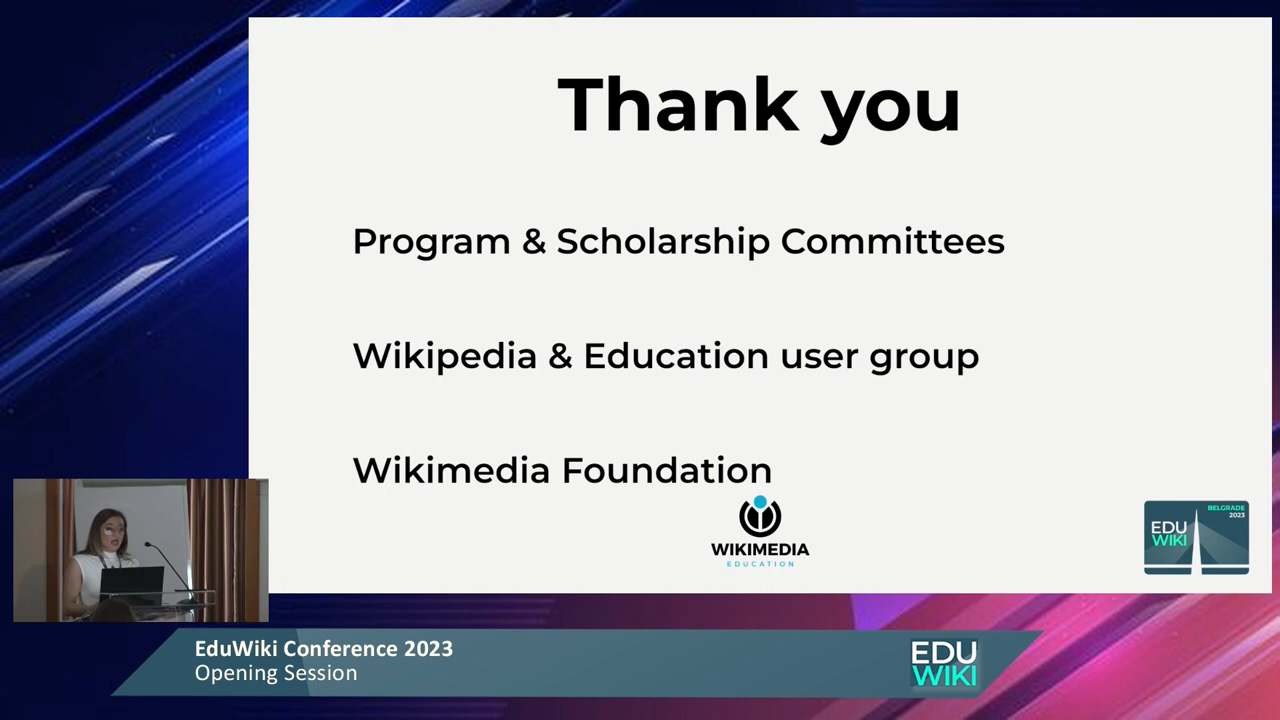 Thank you
Program & Scholarship Committees
Wikipedia & Education user group
Wikimedia Foundation
WIKIMEDIA
EDUCATION
BELGRADE
2023
EDU
WIKI
EduWiki Conference 2023
Opening Session
EDU
WIKI